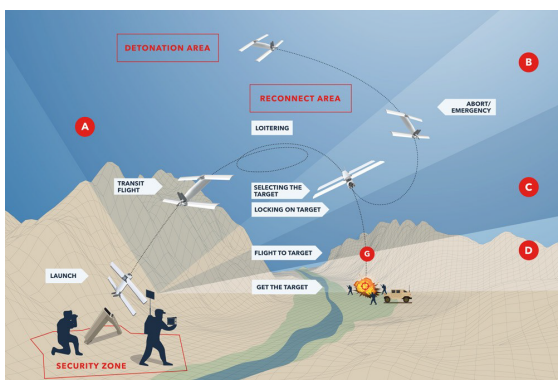 DETONATION AREA
B
RECONNECT AREA
ABORT/
EMERGENCY
A
LOITERING
TRANSIT
FLIGHT
SELECTING THE
TARGET
C
LOCKING ON TARGET
FLIGHT TO TARGET
G
D
LAUNCH
GET THE TARGET
SECURITY ZONE